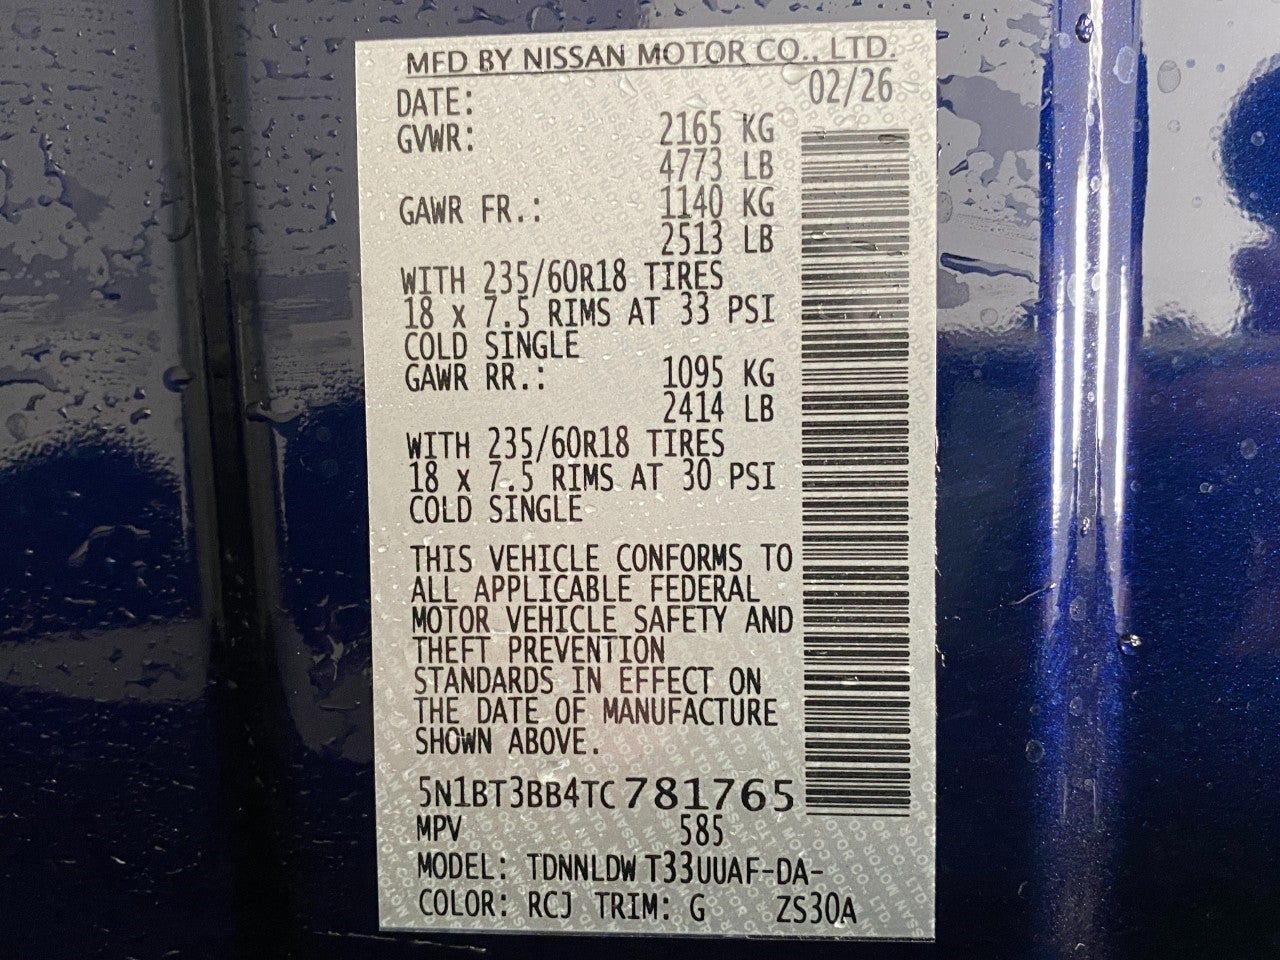 MFD BY NISSAN MOTOR CO., LTD.
DATE: 02/26
GVWR: 2165 KG
4773 LB
GAWR FR.: 1140 KG
2513 LB
WITH 235/60R18 TIRES
18 x 7.5 RIMS AT 33 PSI
COLD SINGLE
GAWR RR.: 1095 KG
2414 LB
WITH 235/60R18 TIRES
18 x 7.5 RIMS AT 30 PSI
COLD SINGLE
THIS VEHICLE CONFORMS TO
ALL APPLICABLE FEDERAL
MOTOR VEHICLE SAFETY AND
THEFT PREVENTION
STANDARDS IN EFFECT ON
THE DATE OF MANUFACTURE
SHOWN ABOVE.
5N1BT3BB4TC781765
MPV 585
MODEL: TDNNLDW T33UUAF-DA-
COLOR: RCJ TRIM: G ZS30A